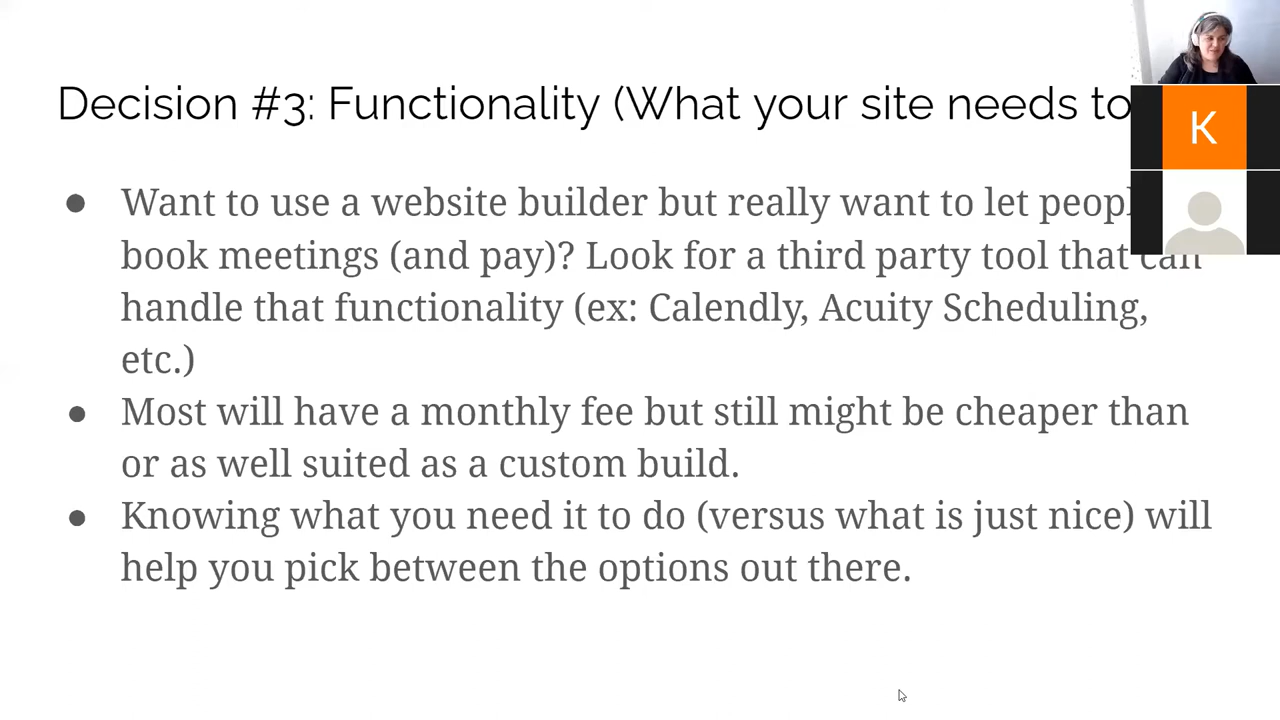 Decision #3: Functionality (What your site needs to
K
Want to use a website builder but really want to let
book meetings (and pay)? Look for a third party tool that can
handle that functionality (ex: Calendly, Acuity Scheduling,
etc.)
Most will have a monthly fee but still might be cheaper than
or as well suited as a custom build.
Knowing what you need it to do (versus what is just nice) will
help you pick between the options out there.